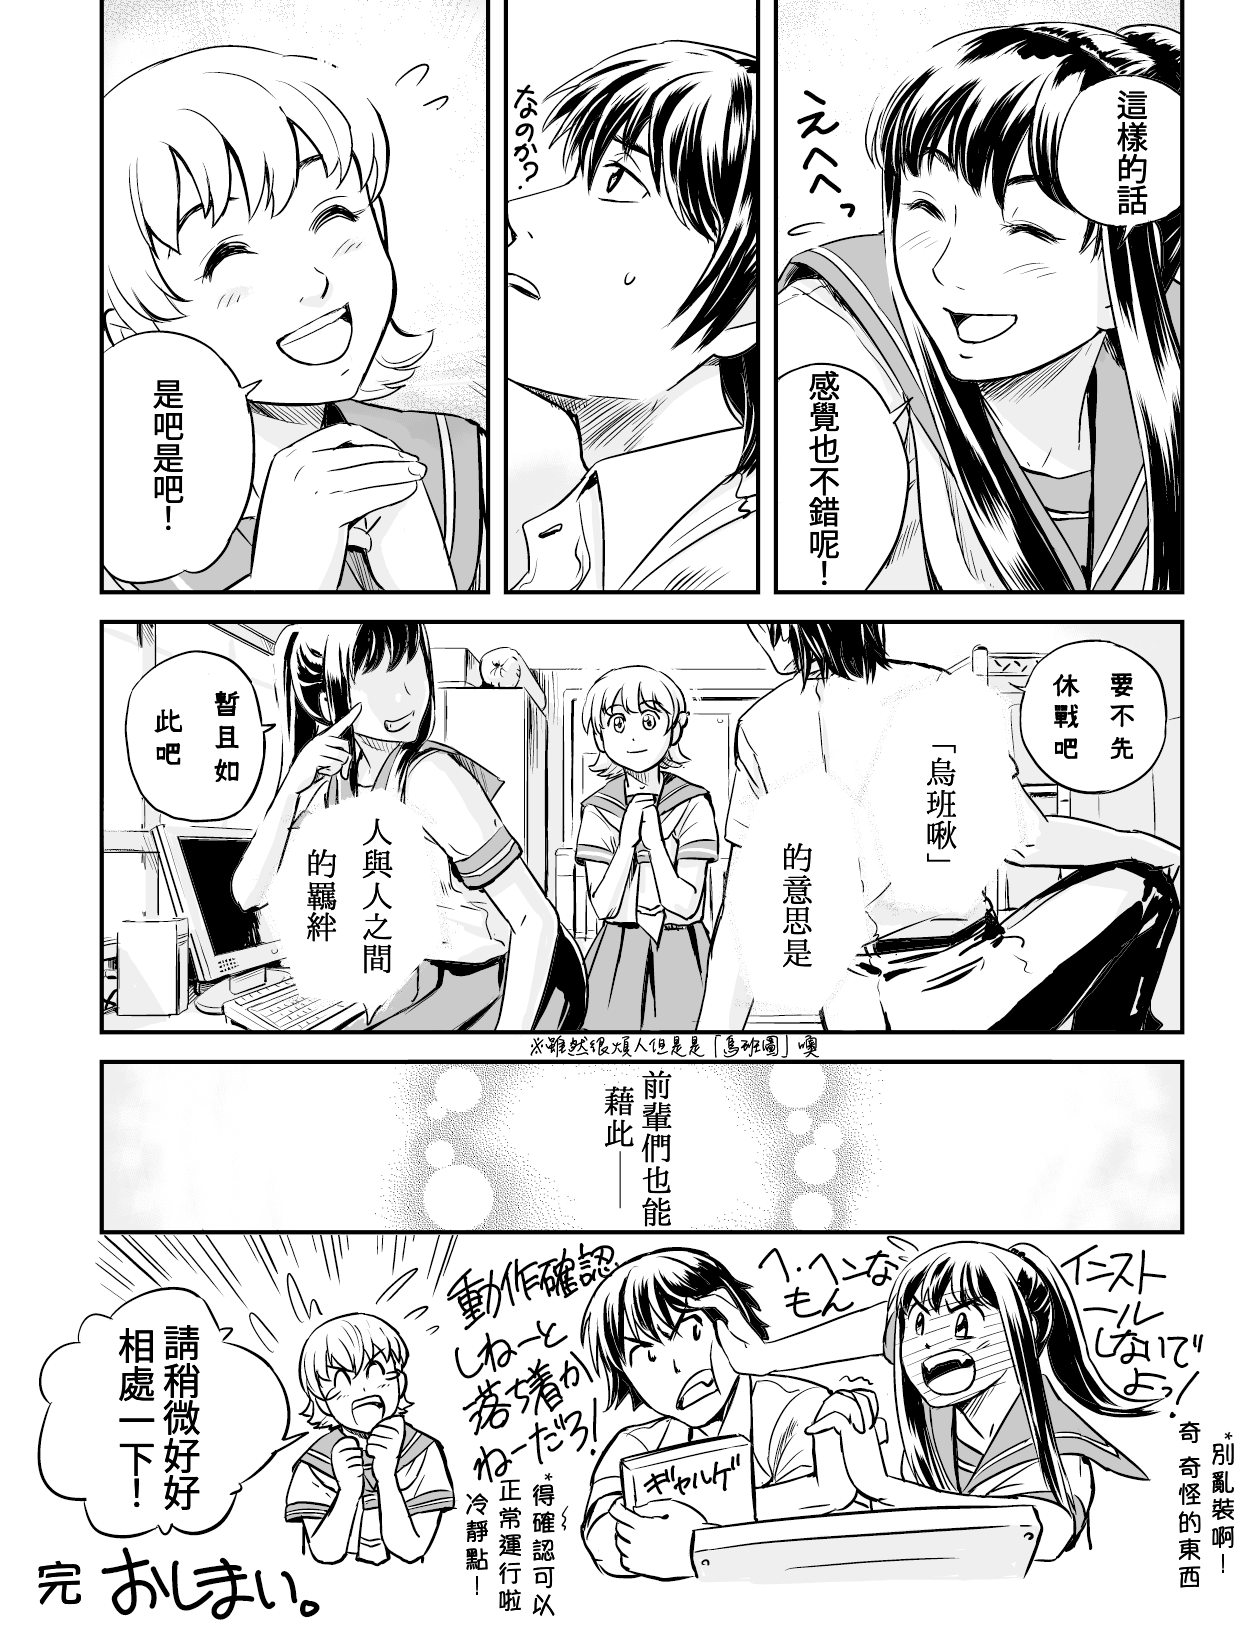 這樣的話
えへへっ
感覺也不錯呢！
なのか？
是吧是吧！
要不先
休戰吧
「烏班啾」
的意思是
人與人之間
的羈絆
暫且如
此吧
※雖然很煩人但是是「烏班圖」噢
前輩們也能
藉此——
インスト
ールしないで
よっ！
*別亂裝啊！
奇奇怪的東西
ヘ・ヘンな
もん
ギャルゲ
動作確認
しねーと
落ち着か
ねーだろ！
*得確認可以
正常運行啦
冷靜點！
請稍微好好
相處一下！
完 おしまい。